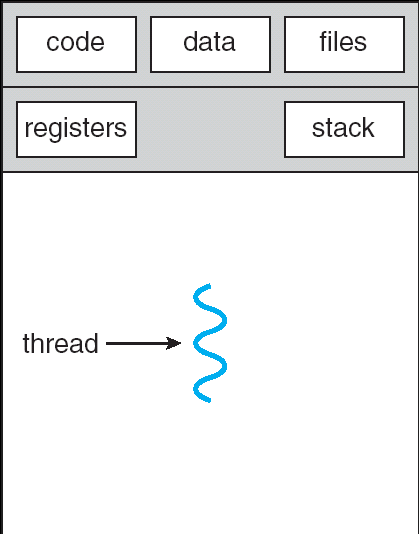 code data files
registers stack
thread